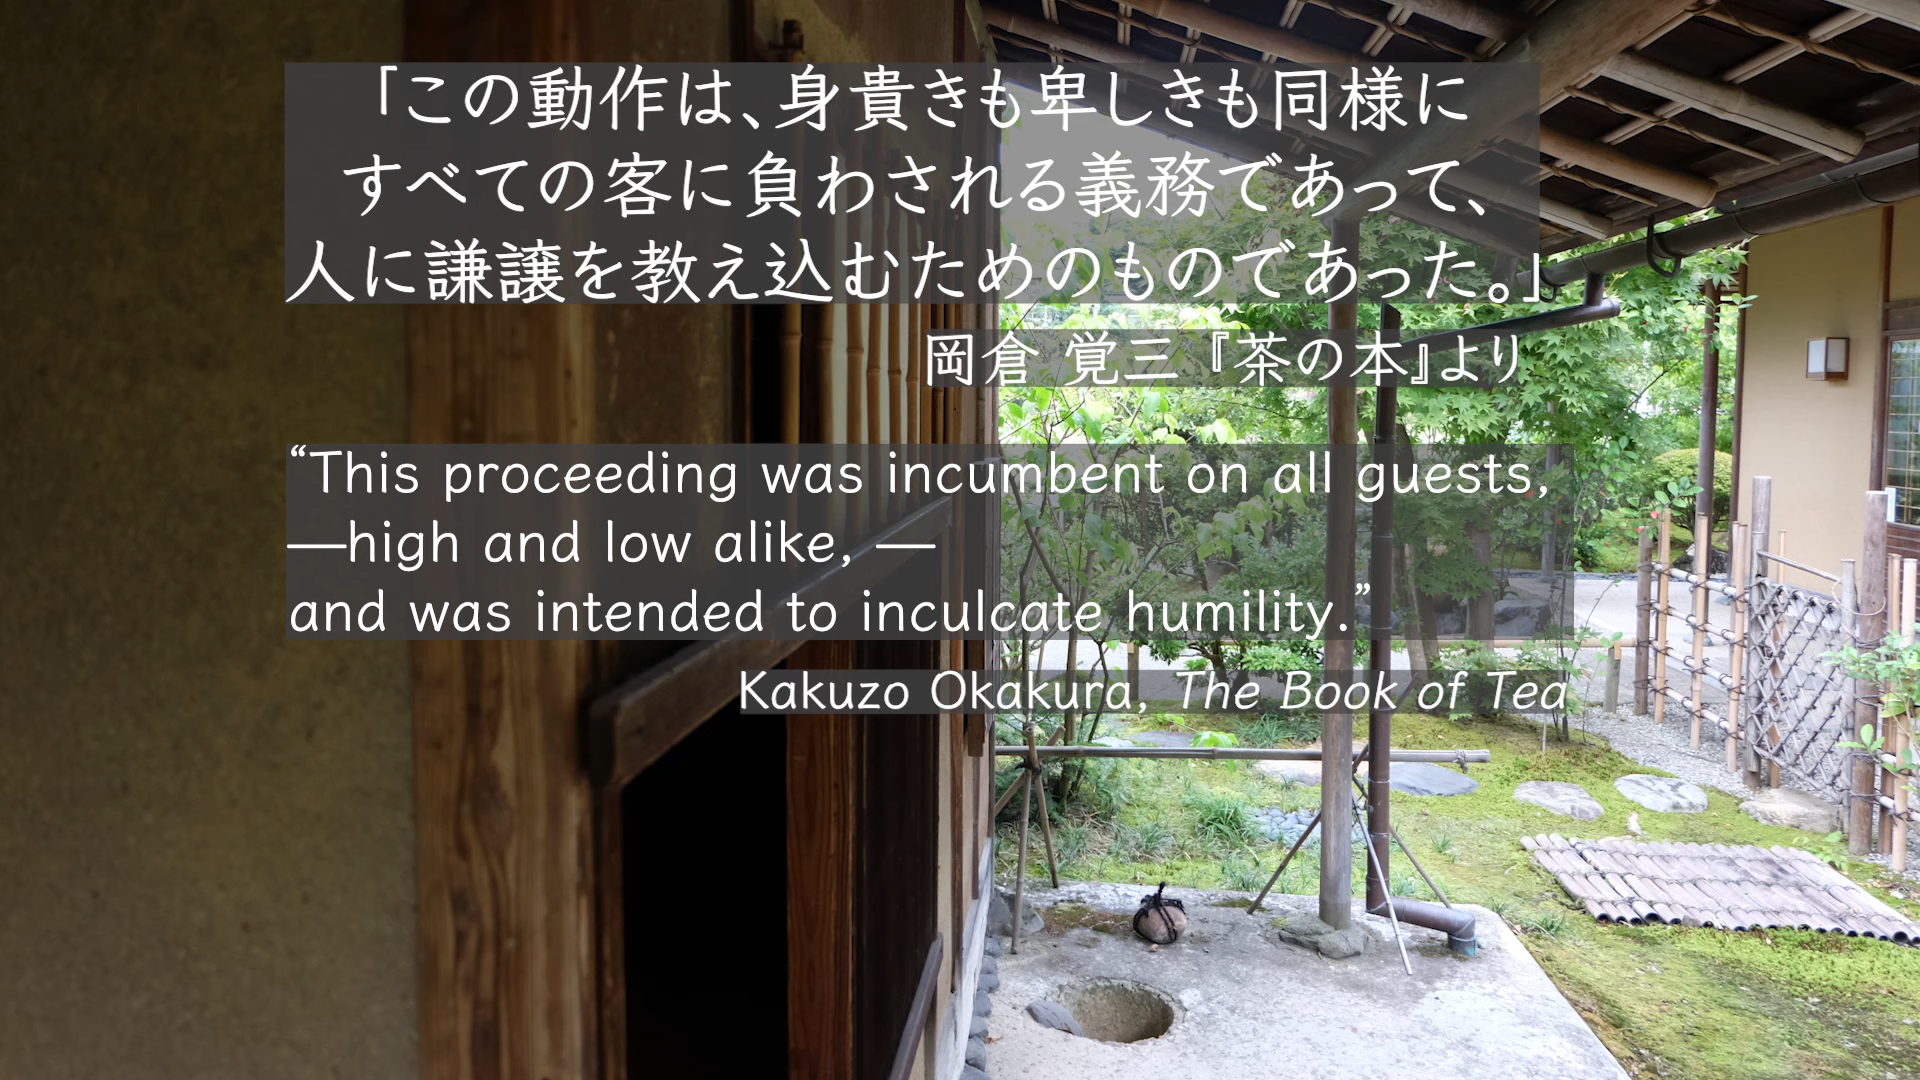 「この動作は、身貴きも卑しきも同様に
すべての客に負わされる義務であって、
人に謙譲を教え込むためのものであった。」
岡倉 覚三『茶の本』より
“This proceeding was incumbent on all guests,
—high and low alike, —
and was intended to inculcate humility.”
Kakuzo Okakura, The Book of Tea